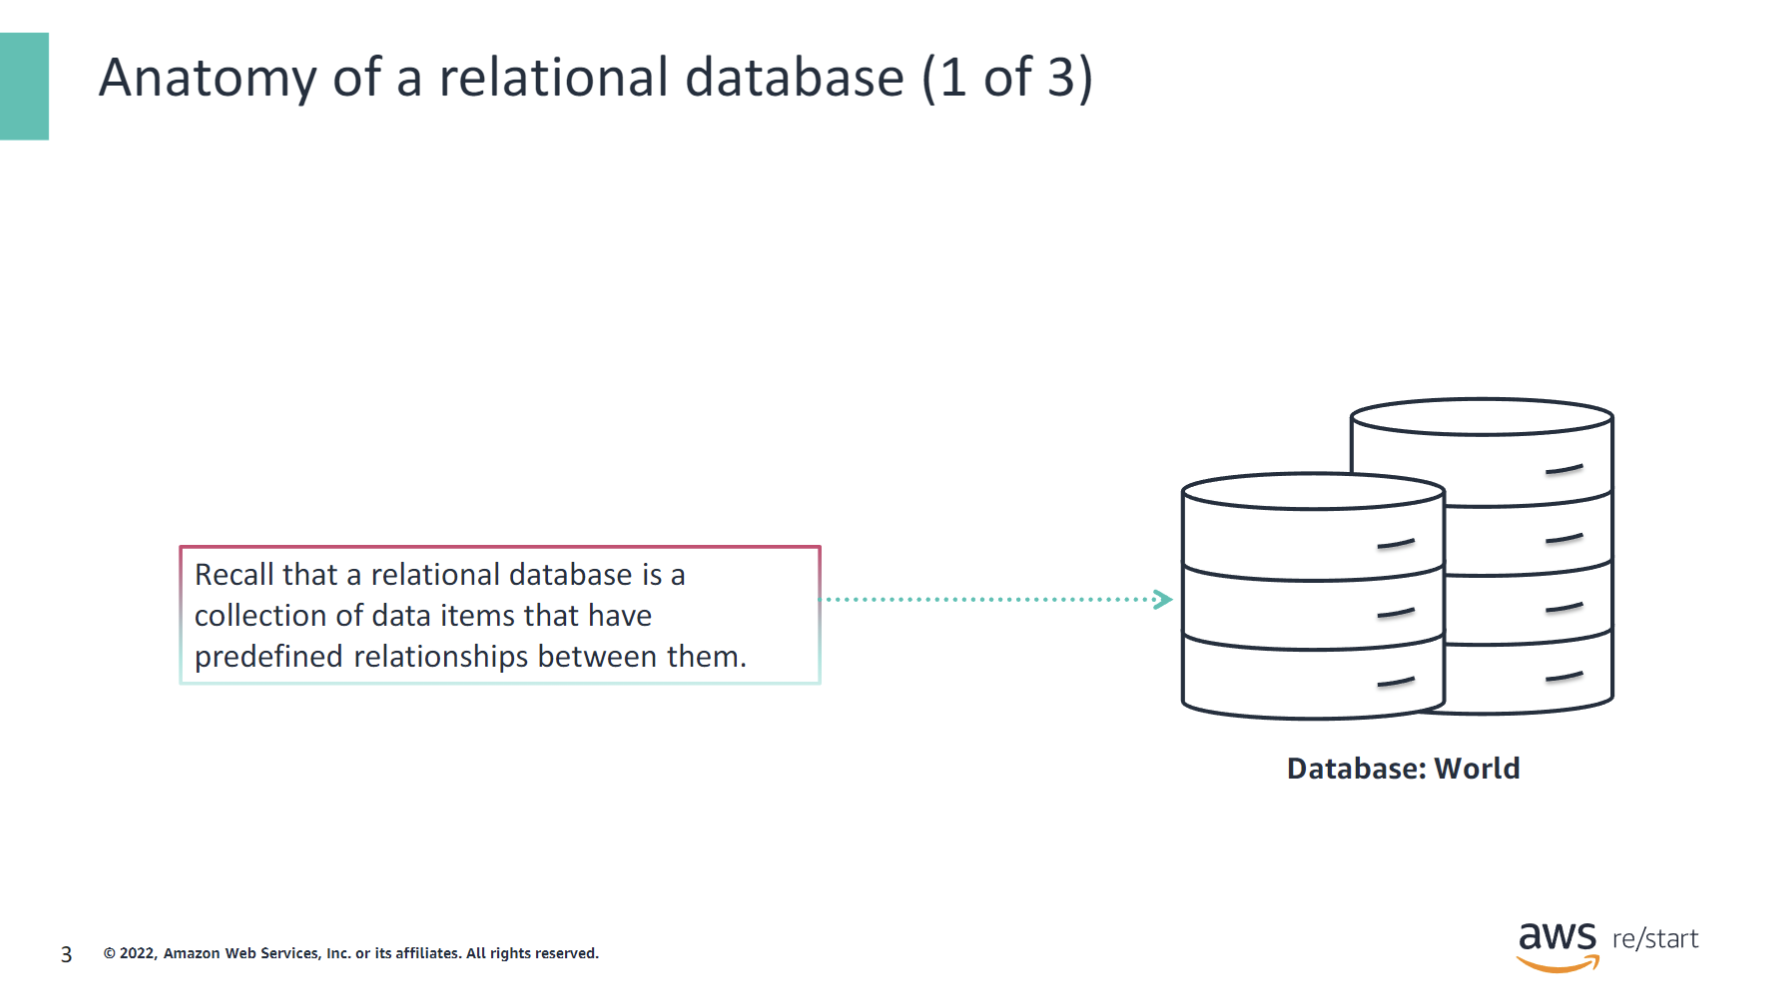 Anatomy of a relational database (1 of 3)
Recall that a relational database is a
collection of data items that have
predefined relationships between them.
Database: World
3
© 2022, Amazon Web Services, Inc. or its affiliates. All rights reserved.
aws re/start